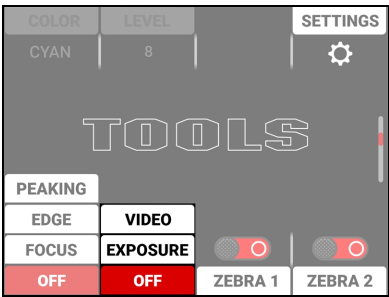 COLOR LEVEL SETTINGS
CYAN 8
TOOLS
PEAKING
EDGE VIDEO
FOCUS EXPOSURE
OFF OFF ZEBRA 1 ZEBRA 2